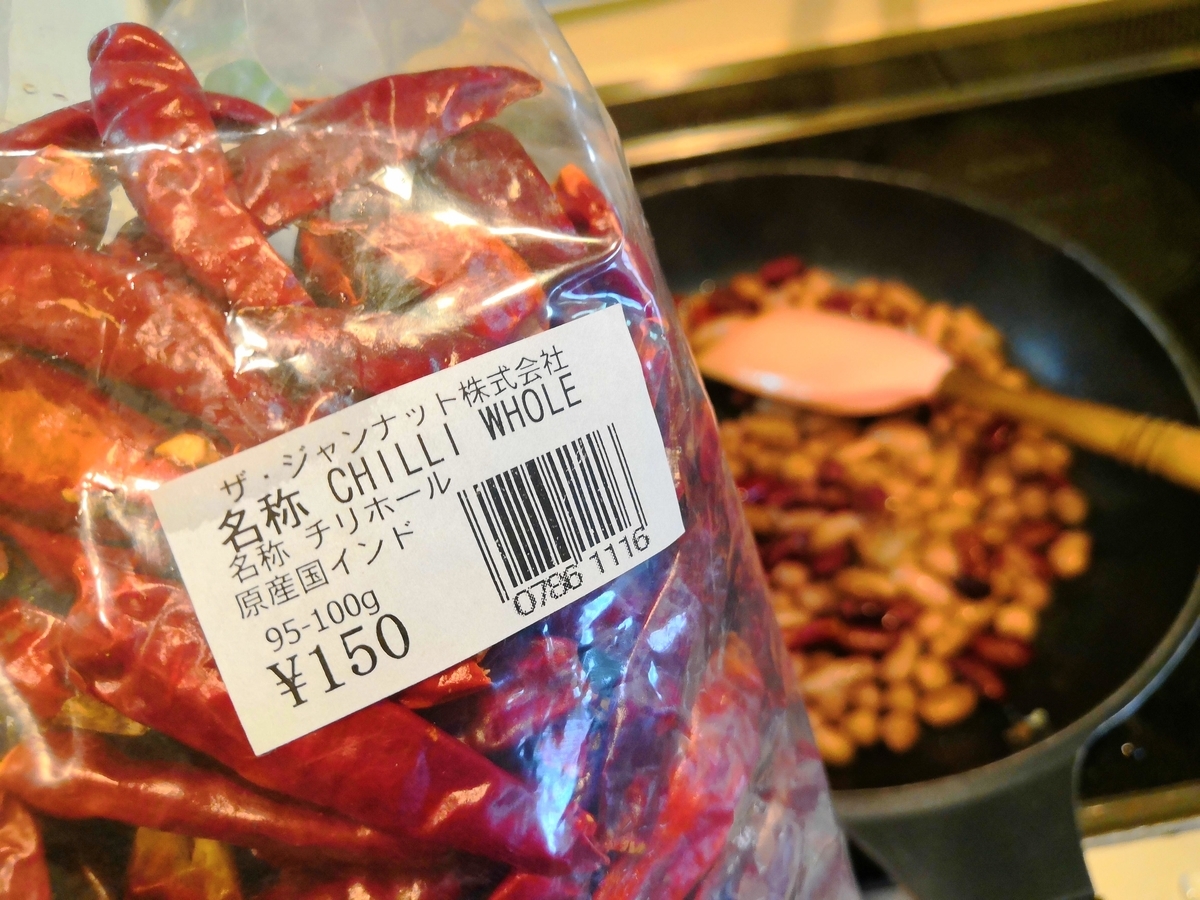 ザ・ジャンナット株式会社
名称 CHILLI WHOLE
名称 チリホール
原産国インド
95-100g
¥150
0786 1116